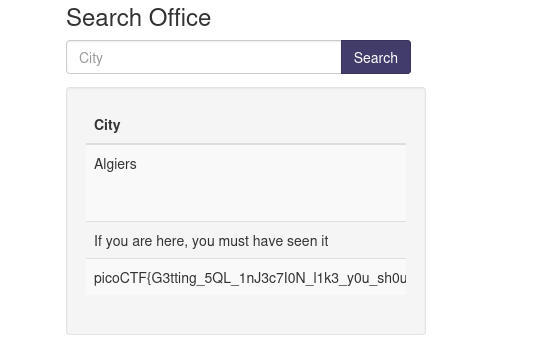 Search Office
City
Search
City
Algiers
If you are here, you must have seen it
picoCTF{G3tting_5QL_1nJ3c7I0N_l1k3_y0u_sh0u